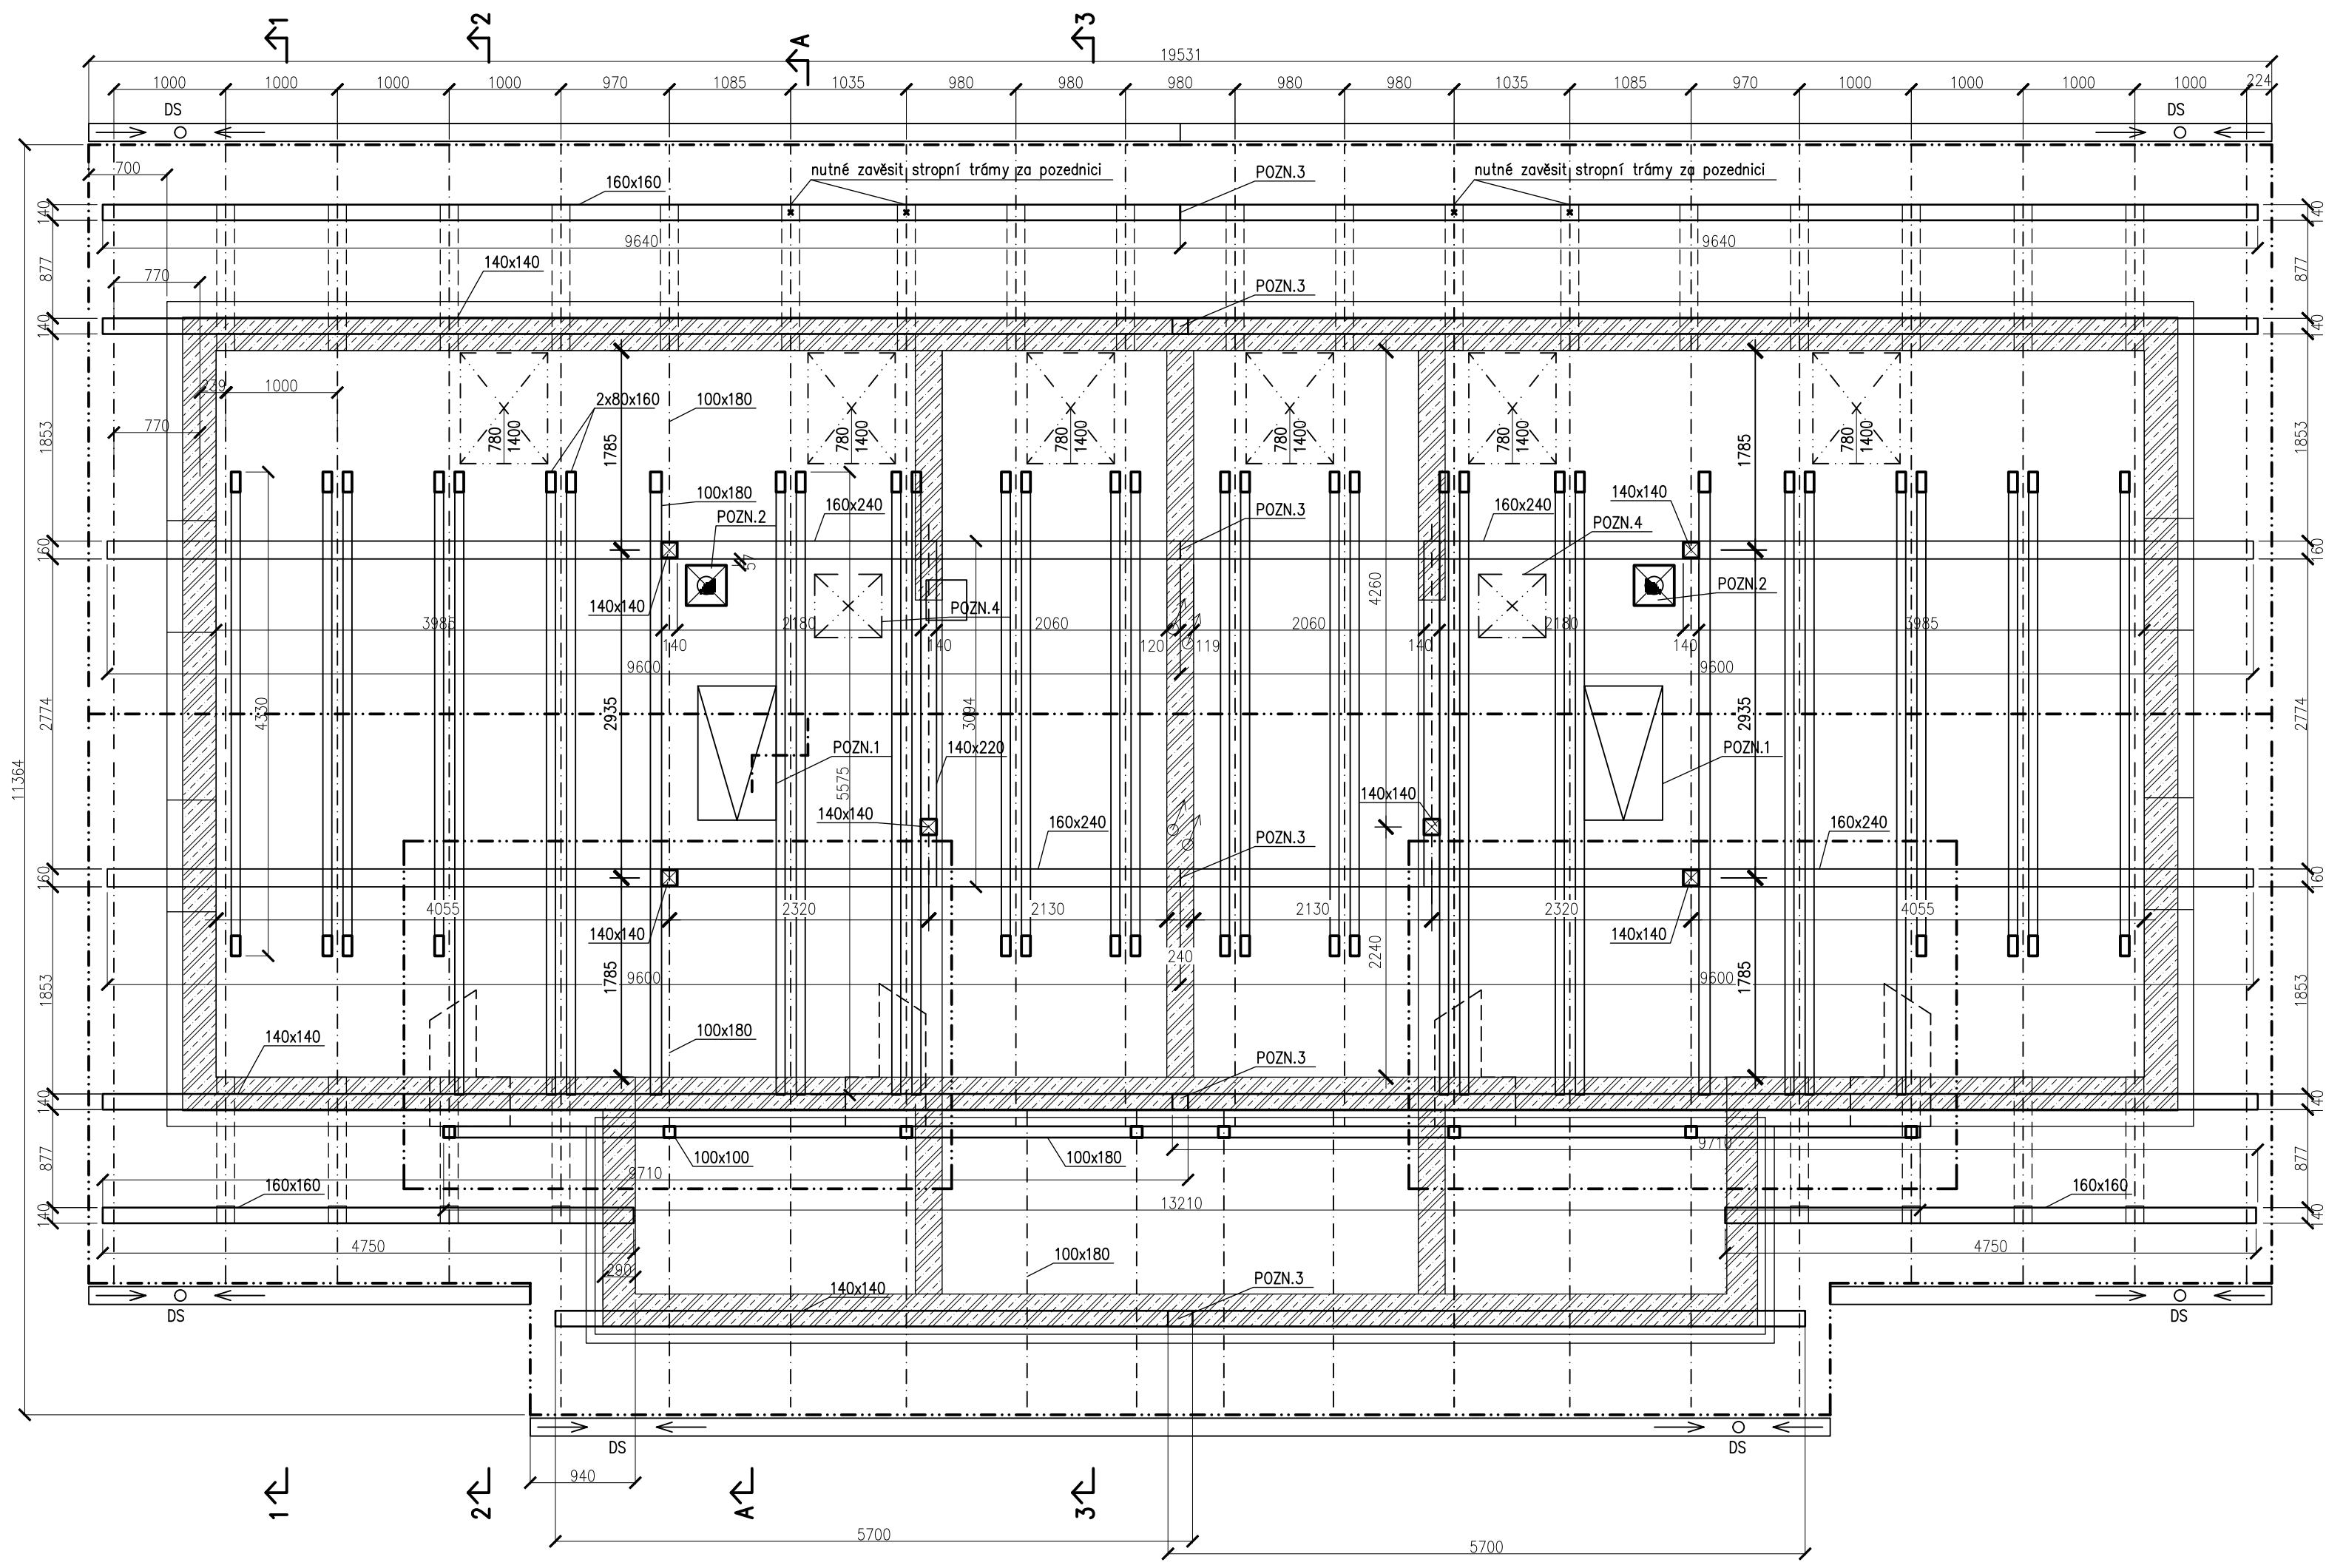 1
2
A
3
19531
1000
1000
1000
1000
970
1085
1035
980
980
980
980
980
1035
1085
970
1000
1000
1000
1000
224
DS
DS
700
nutné zavěsit stropní trámy za pozednici
POZN.3
nutné zavěsit stropní trámy za pozednici
160x160
140
140
9640
9640
877
877
140x140
770
POZN.3
140
140
239
1000
2x80x160
100x180
770
1853
1785
780
1400
780
1400
780
1400
780
1400
780
1400
780
1400
1785
1853
100x180
POZN.2
160x240
POZN.3
160x240
140x140
POZN.4
160
57
160
140x140
POZN.4
4260
POZN.2
3985
2180
2060
2060
2180
3985
140
140
120
119
140
140
9600
9600
2774
4330
2935
3094
2935
2774
140x220
POZN.1
POZN.1
11364
5575
140x140
160x240
POZN.3
140x140
160x240
160
160
4055
2320
2130
2130
2320
4055
140x140
240
2240
140x140
1853
1785
9600
9600
1785
1853
100x180
140x140
POZN.3
140
140
100x100
100x180
9710
877
9710
877
160x160
13210
160x160
140
140
4750
4750
290
100x180
POZN.3
140x140
DS
DS
DS
DS
940
1
2
A
3
5700
5700